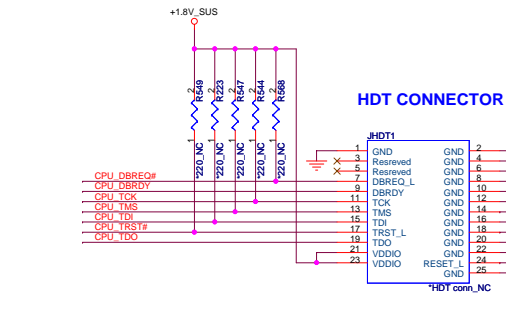 +1.8V_SUS
2 2 2 2 2
R549 R223 R547 R544 R568
1 1 1 1 1
*220_NC *220_NC *220_NC *220_NC *220_NC
HDT CONNECTOR
JHDT1
1 GND GND 2
3 Resreved GND 4
5 Resreved GND 6
CPU_DBREQ# 7 DBREQ_L GND 8
CPU_DBRDY 9 DBRDY GND 10
CPU_TCK 11 TCK GND 12
CPU_TMS 13 TMS GND 14
CPU_TDI 15 TDI GND 16
CPU_TRST# 17 TRST_L GND 18
CPU_TDO 19 TDO GND 20
21 VDDIO GND 22
23 VDDIO RESET_L 24
GND 25
*HDT conn_NC